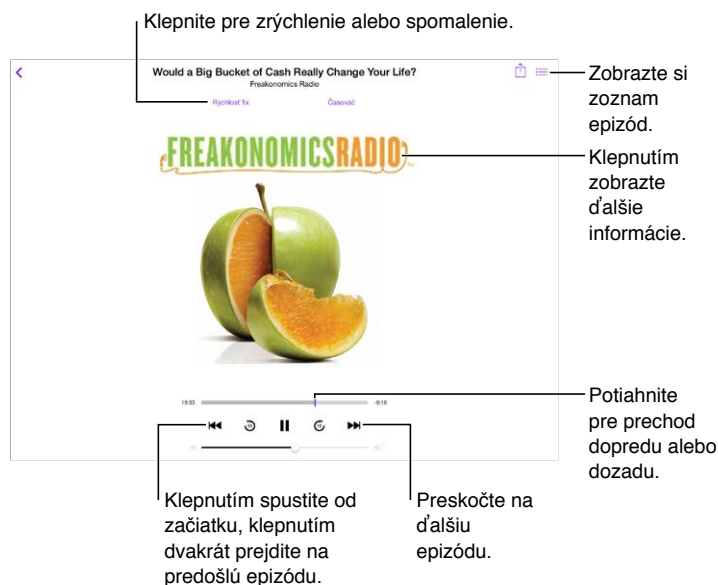 Klepnite pre zrýchlenie alebo spomalenie.
Would a Big Bucket of Cash Really Change Your Life?
Freakonomics Radio
Rýchlosť 1x
Časovač
Zobrazte si
zoznam
epizód.
FREAKONOMICSRADIO
Klepnutím
zobrazte
ďalšie
informácie.
19:53
-9:16
15
15
Potiahnite
pre prechod
dopredu alebo
dozadu.
Klepnutím spustite od
začiatku, klepnutím
dvakrát prejdite na
predošlú epizódu.
Preskočte na
ďalšiu
epizódu.